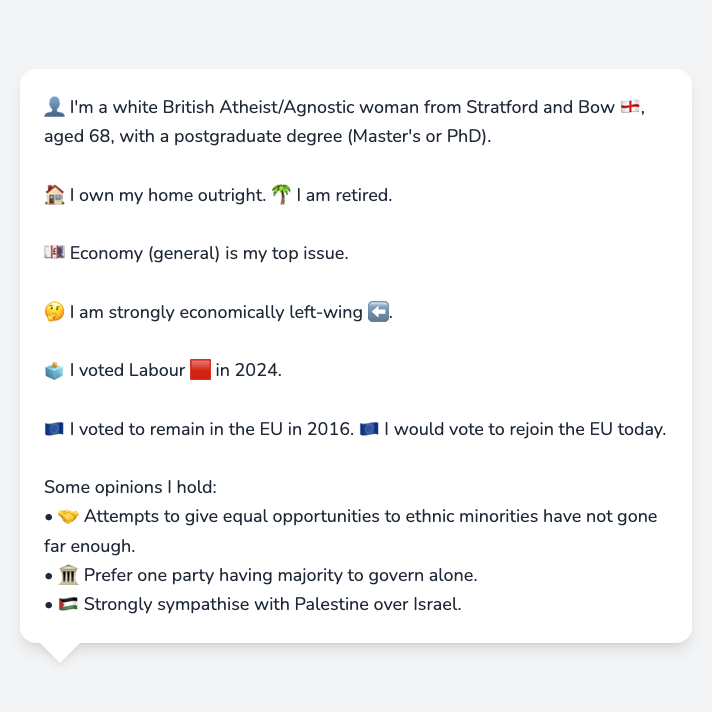 👤 I'm a white British Atheist/Agnostic woman from Stratford and Bow 🏴󠁧󠁢󠁥󠁮󠁧󠁿,
aged 68, with a postgraduate degree (Master's or PhD).
🏠 I own my home outright. 🌴 I am retired.
💷 Economy (general) is my top issue.
🤔 I am strongly economically left-wing ⬅️.
🗳️ I voted Labour 🟥 in 2024.
🇪🇺 I voted to remain in the EU in 2016. 🇪🇺 I would vote to rejoin the EU today.
Some opinions I hold:
• 🤝 Attempts to give equal opportunities to ethnic minorities have not gone
far enough.
• 🏛️ Prefer one party having majority to govern alone.
• 🇵🇸 Strongly sympathise with Palestine over Israel.